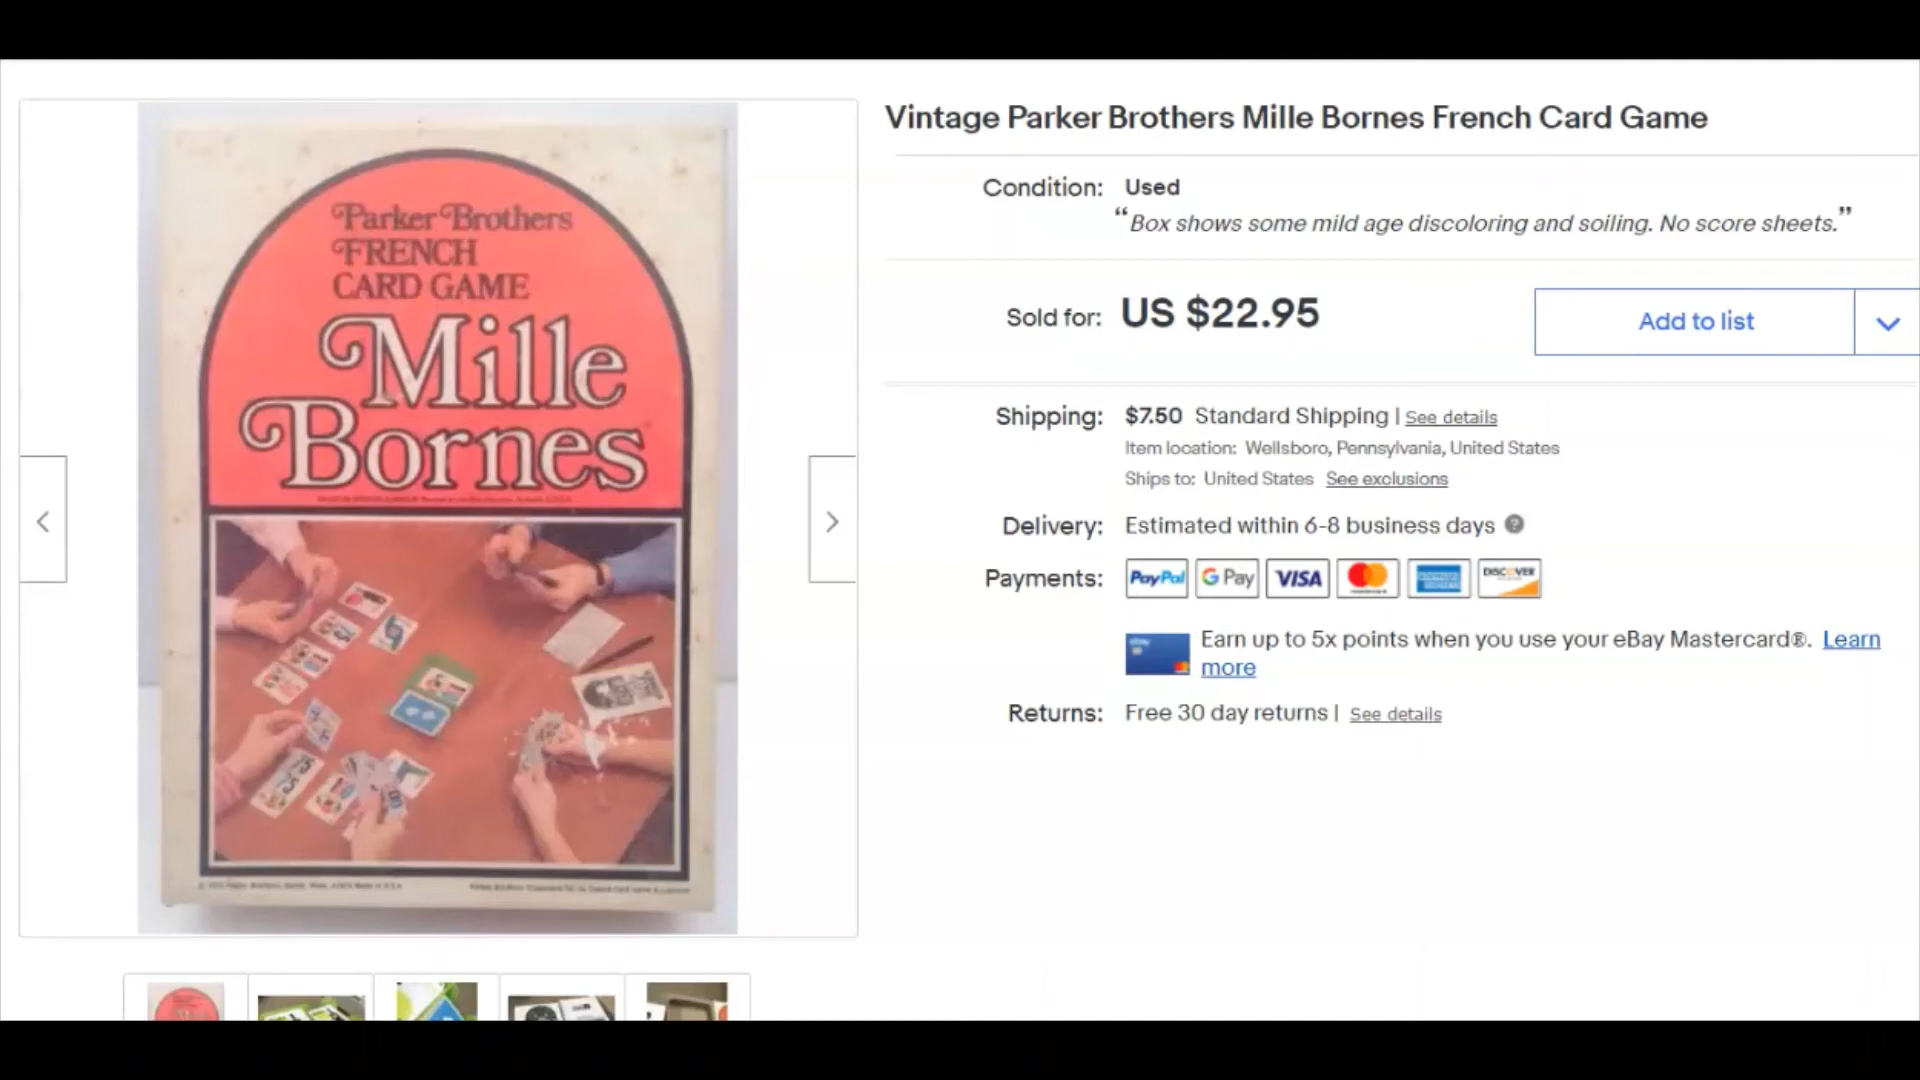 Parker Brothers
FRENCH
CARD GAME
Mille
Bornes
75
75
Vintage Parker Brothers Mille Bornes French Card Game
Condition: Used
“Box shows some mild age discoloring and soiling. No score sheets.”
Sold for: US $22.95
Add to list
Shipping: $7.50 Standard Shipping | See details
Item location: Wellsboro, Pennsylvania, United States
Ships to: United States See exclusions
Delivery: Estimated within 6-8 business days ?
Payments: PayPal G Pay VISA DISCOVER
Earn up to 5x points when you use your eBay Mastercard®. Learn
more
Returns: Free 30 day returns | See details